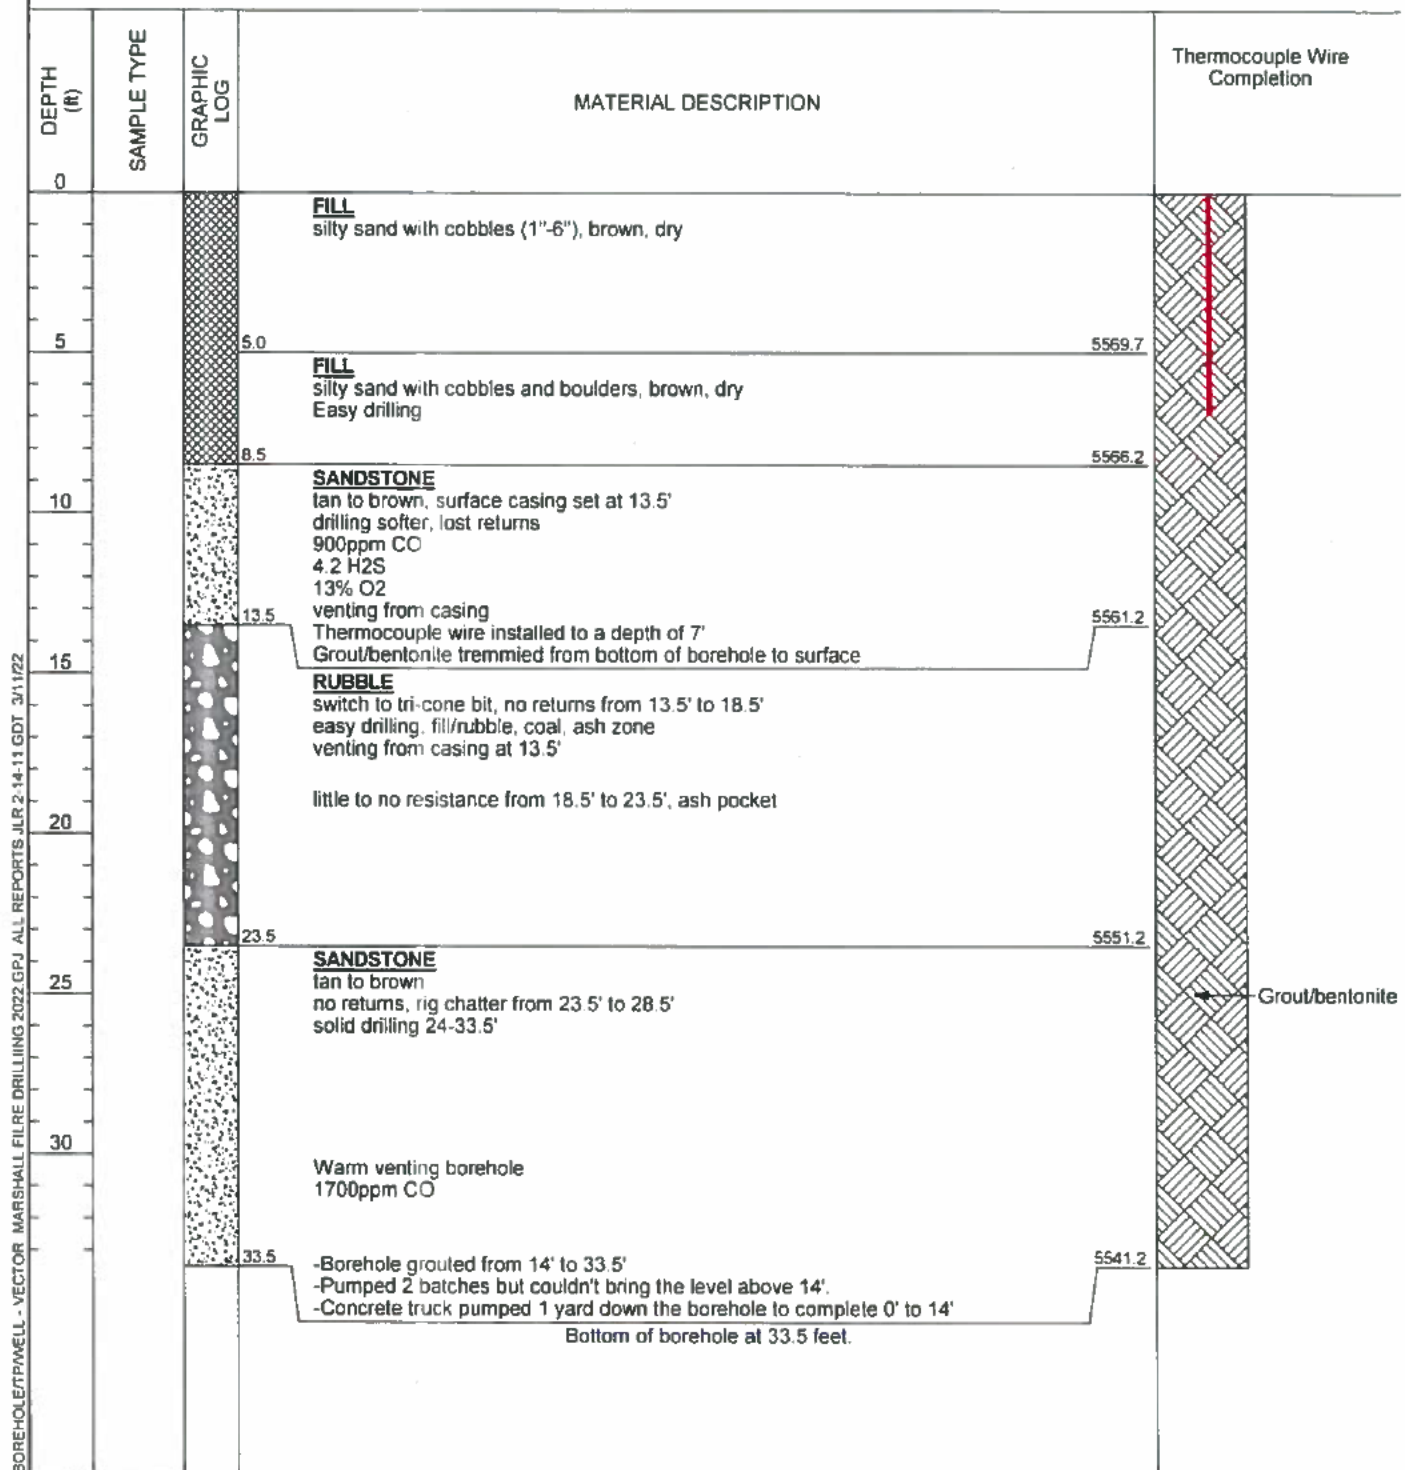 DEPTH
(ft)
SAMPLE TYPE
GRAPHIC
LOG
MATERIAL DESCRIPTION
Thermocouple Wire
Completion
0
FILL
silty sand with cobbles (1"-6"), brown, dry
5
5.0
5569.7
FILL
silty sand with cobbles and boulders, brown, dry
Easy drilling
8.5
5566.2
SANDSTONE
tan to brown, surface casing set at 13.5'
10
drilling softer, lost returns
900ppm CO
4.2 H2S
13% O2
venting from casing
13.5
5561.2
Thermocouple wire installed to a depth of 7'
Grout/bentonite tremmied from bottom of borehole to surface
15
RUBBLE
switch to tri-cone bit, no returns from 13.5' to 18.5'
easy drilling, fill/rubble, coal, ash zone
venting from casing at 13.5'
little to no resistance from 18.5' to 23.5', ash pocket
20
23.5
5551.2
SANDSTONE
tan to brown
25
no returns, rig chatter from 23.5' to 28.5'
solid drilling 24-33.5'
Grout/bentonite
30
Warm venting borehole
1700ppm CO
33.5
5541.2
-Borehole grouted from 14' to 33.5'
-Pumped 2 batches but couldn't bring the level above 14'.
-Concrete truck pumped 1 yard down the borehole to complete 0' to 14'
Bottom of borehole at 33.5 feet.
BOREHOLE/TP/WELL - VECTOR MARSHALL FILRE DRILLIING 2022.GPJ ALL REPORTS JLR 2-14-11 GDT 3/11/22